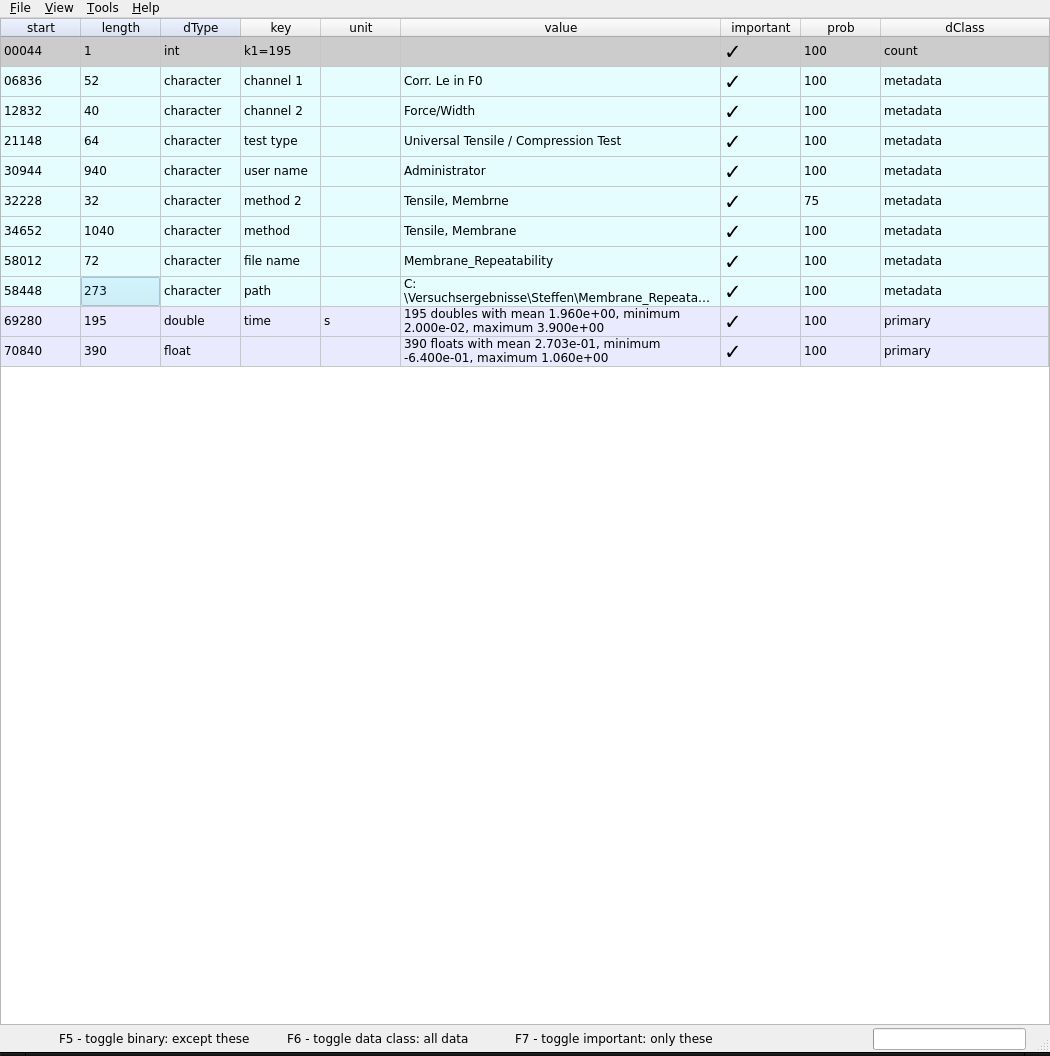 File View Tools Help
start length dType key unit value important prob dClass
00044 1 int k1=195 ✓ 100 count
06836 52 character channel 1 Corr. Le in F0 ✓ 100 metadata
12832 40 character channel 2 Force/Width ✓ 100 metadata
21148 64 character test type Universal Tensile / Compression Test ✓ 100 metadata
30944 940 character user name Administrator ✓ 100 metadata
32228 32 character method 2 Tensile, Membrne ✓ 75 metadata
34652 1040 character method Tensile, Membrane ✓ 100 metadata
58012 72 character file name Membrane_Repeatability ✓ 100 metadata
58448 273 character path C:
\Versuchsergebnisse\Steffen\Membrane_Repeata... ✓ 100 metadata
69280 195 double time s 195 doubles with mean 1.960e+00, minimum
2.000e-02, maximum 3.900e+00 ✓ 100 primary
70840 390 float 390 floats with mean 2.703e-01, minimum
-6.400e-01, maximum 1.060e+00 ✓ 100 primary
F5 - toggle binary: except these F6 - toggle data class: all data F7 - toggle important: only these